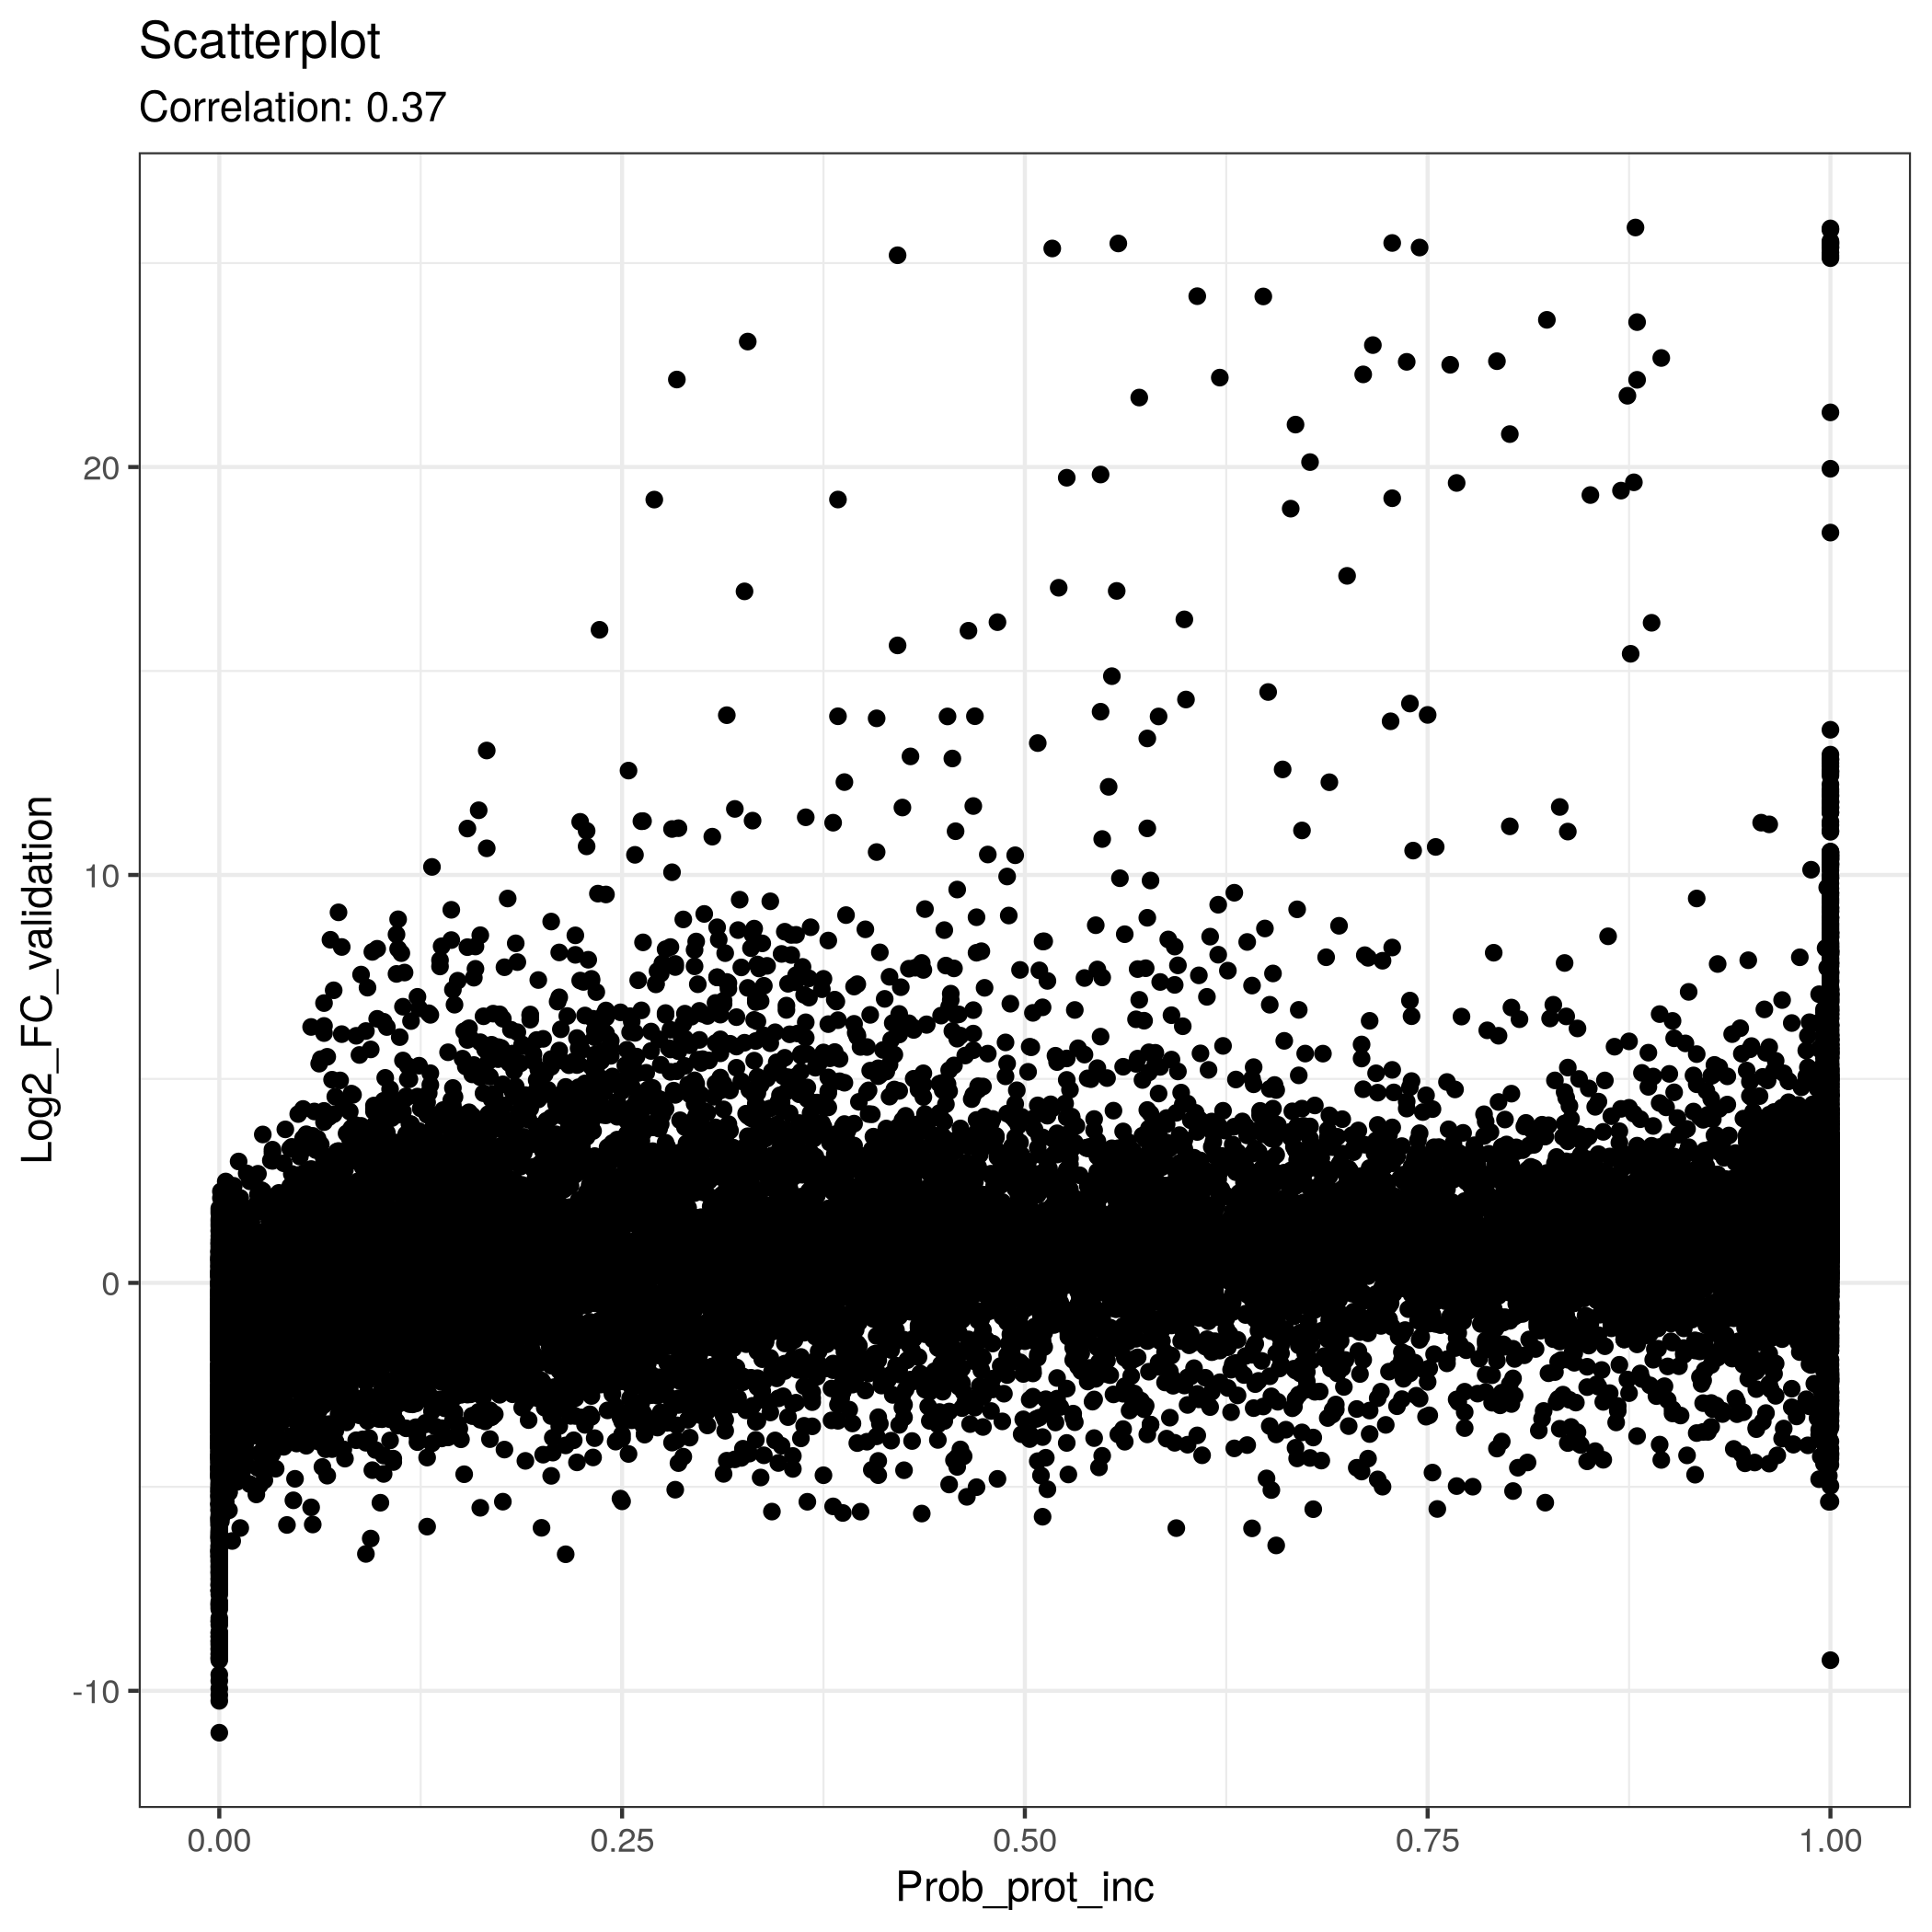 Scatterplot
Correlation: 0.37
Log2_FC_validation
20
10
0
-10
0.00 0.25 0.50 0.75 1.00
Prob_prot_inc